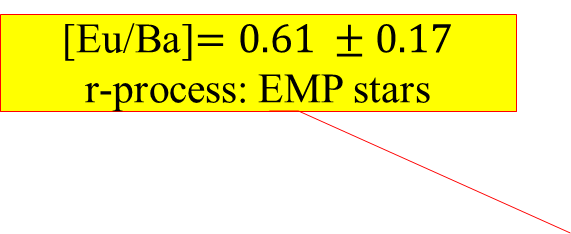 [Eu/Ba]= 0.61 ± 0.17
r-process: EMP stars